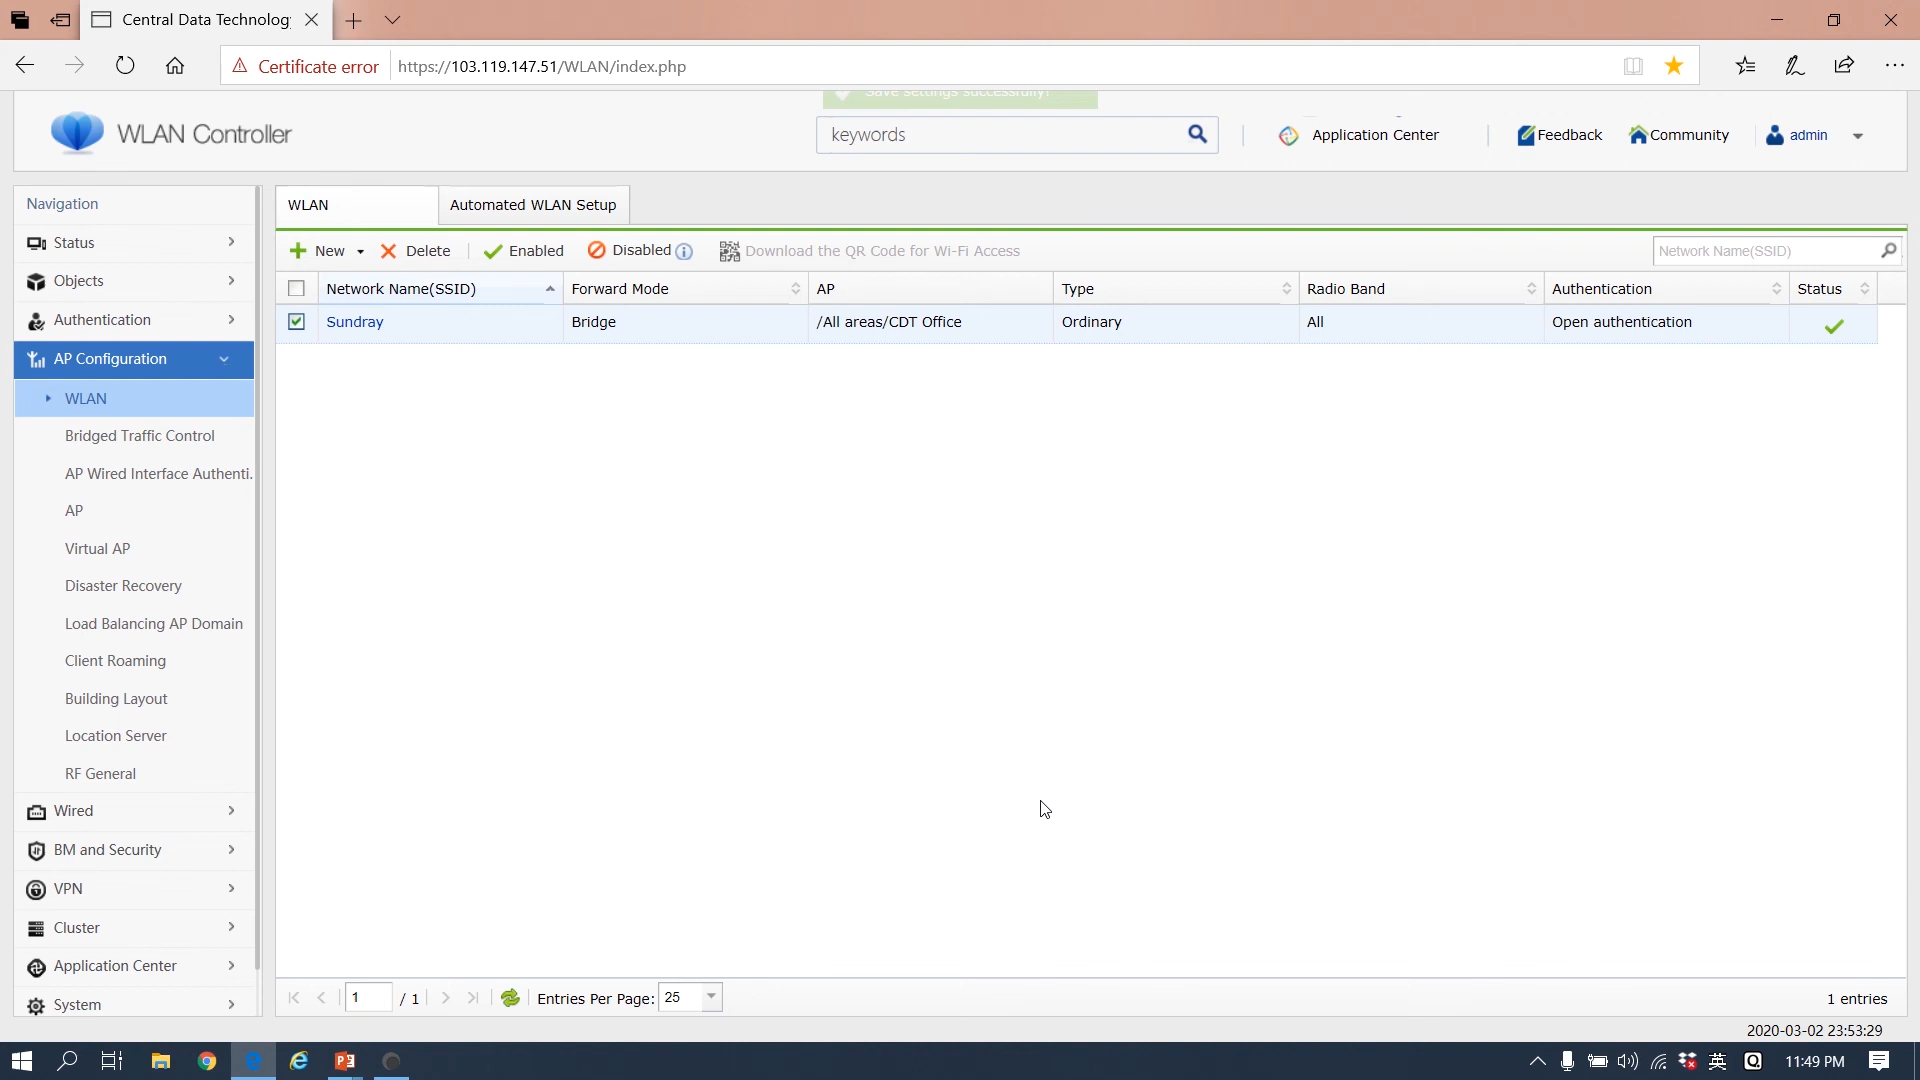 Central Data Technolog
Certificate error
https://103.119.147.51/WLAN/index.php
Save settings successfully!
WLAN Controller
keywords
Application Center
Feedback
Community
admin
Navigation
Status
Objects
Authentication
AP Configuration
WLAN
Bridged Traffic Control
AP Wired Interface Authenti.
AP
Virtual AP
Disaster Recovery
Load Balancing AP Domain
Client Roaming
Building Layout
Location Server
RF General
Wired
BM and Security
VPN
Cluster
Application Center
System
WLAN
Automated WLAN Setup
New
Delete
Enabled
Disabled
Download the QR Code for Wi-Fi Access
Network Name(SSID)
Network Name(SSID) Forward Mode AP Type Radio Band Authentication Status
Sundray Bridge /All areas/CDT Office Ordinary All Open authentication
1 / 1
Entries Per Page: 25
1 entries
2020-03-02 23:53:29
英
11:49 PM